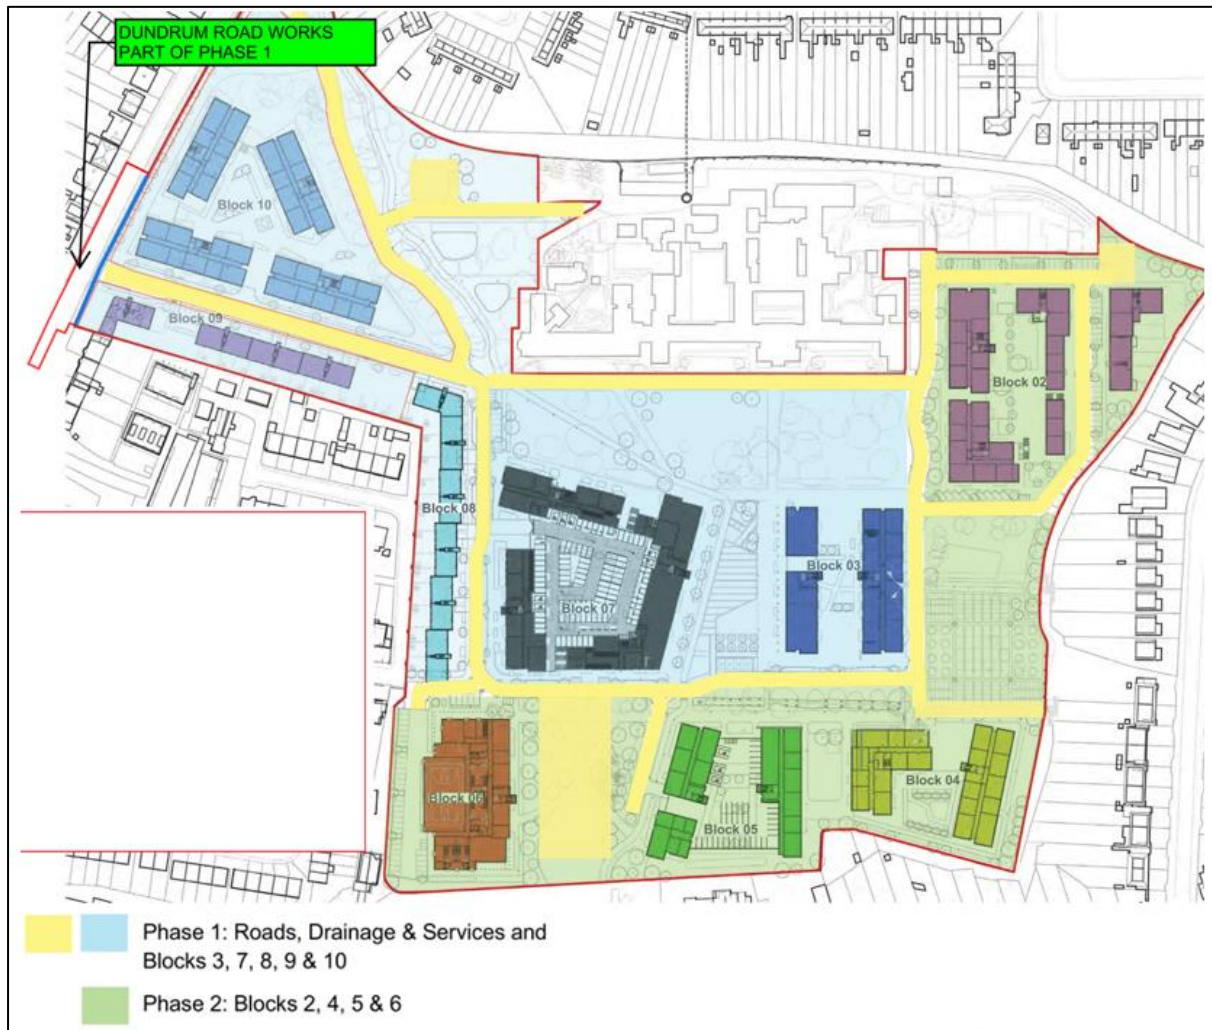 DUNDRUM ROAD WORKS
PART OF PHASE 1
Block 10
Block 09
Block 02
Block 08
Block 03
Block 07
Block 04
Block 06
Block 05
Phase 1: Roads, Drainage & Services and
Blocks 3, 7, 8, 9 & 10
Phase 2: Blocks 2, 4, 5 & 6